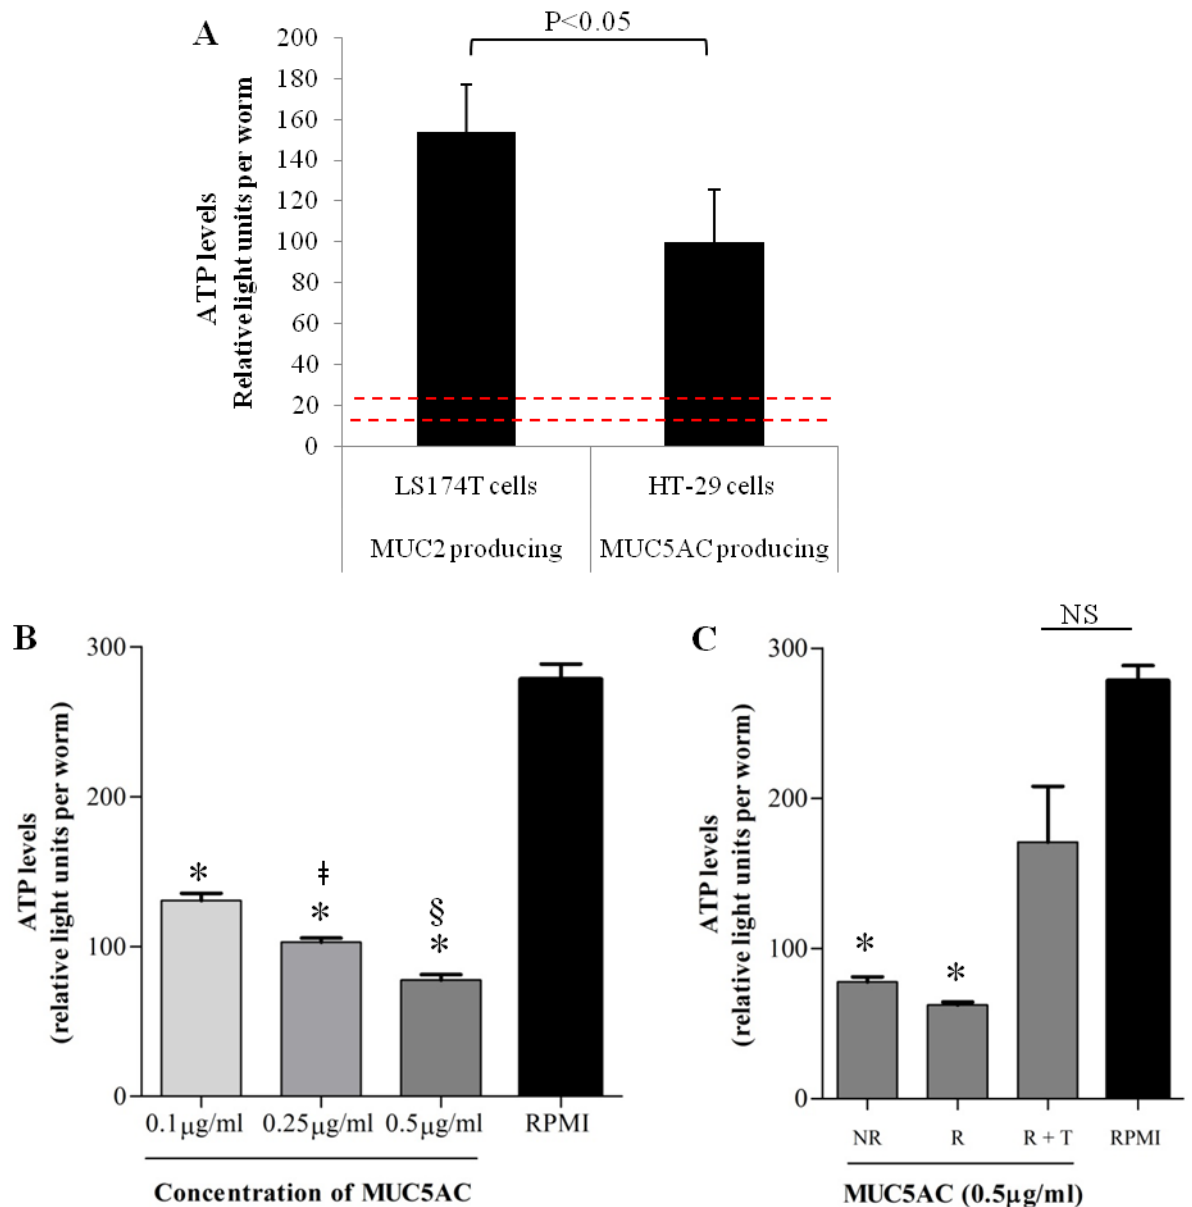 A
P<0.05
ATP levels
Relative light units per worm
200
180
160
140
120
100
80
60
40
20
0
LS174T cells
HT-29 cells
MUC2 producing
MUC5AC producing
B
ATP levels
(relative light units per worm)
300
200
100
0
*
ǂ
*
§
*
0.1µg/ml
0.25µg/ml
0.5µg/ml
RPMI
Concentration of MUC5AC
C
NS
ATP levels
(relative light units per worm)
300
200
100
0
*
*
NR
R
R + T
RPMI
MUC5AC (0.5µg/ml)